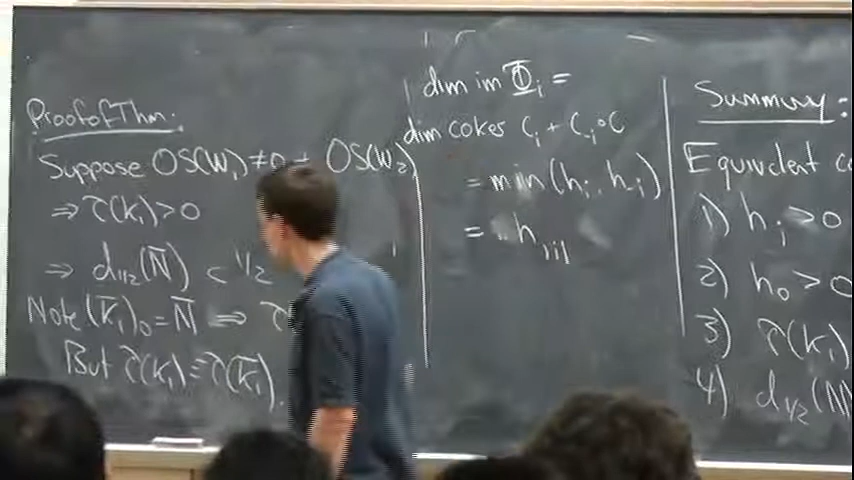 Proof of Thm.
Suppose OS(W₁) ≠ 0 ≠ OS(W₂)
⇒ τ(K₁) > 0
⇒ d₁/₂(N̄) < 1/2
Note (K̄₁)₀ = N̄ ⇒ τ
But τ(K₁) = τ(K̄₁)
dim im Φᵢ =
dim coker Cᵢ + C₋ᵢ∘C
= min(hᵢ, h₋ᵢ)
= h|ᵢ|
Summary:
Equivalent co
1) hᵢ > 0
2) h₀ > 0
3) τ(K₁)
4) d₁/₂(N